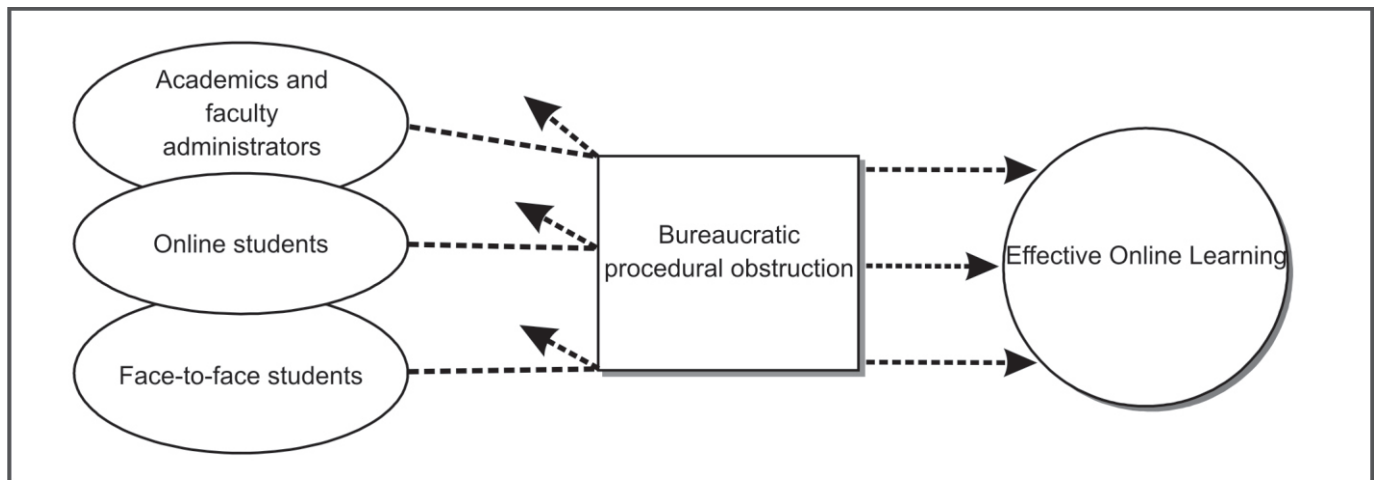 Academics and
faculty
administrators
Online students
Face-to-face students
Bureaucratic
procedural obstruction
Effective Online Learning